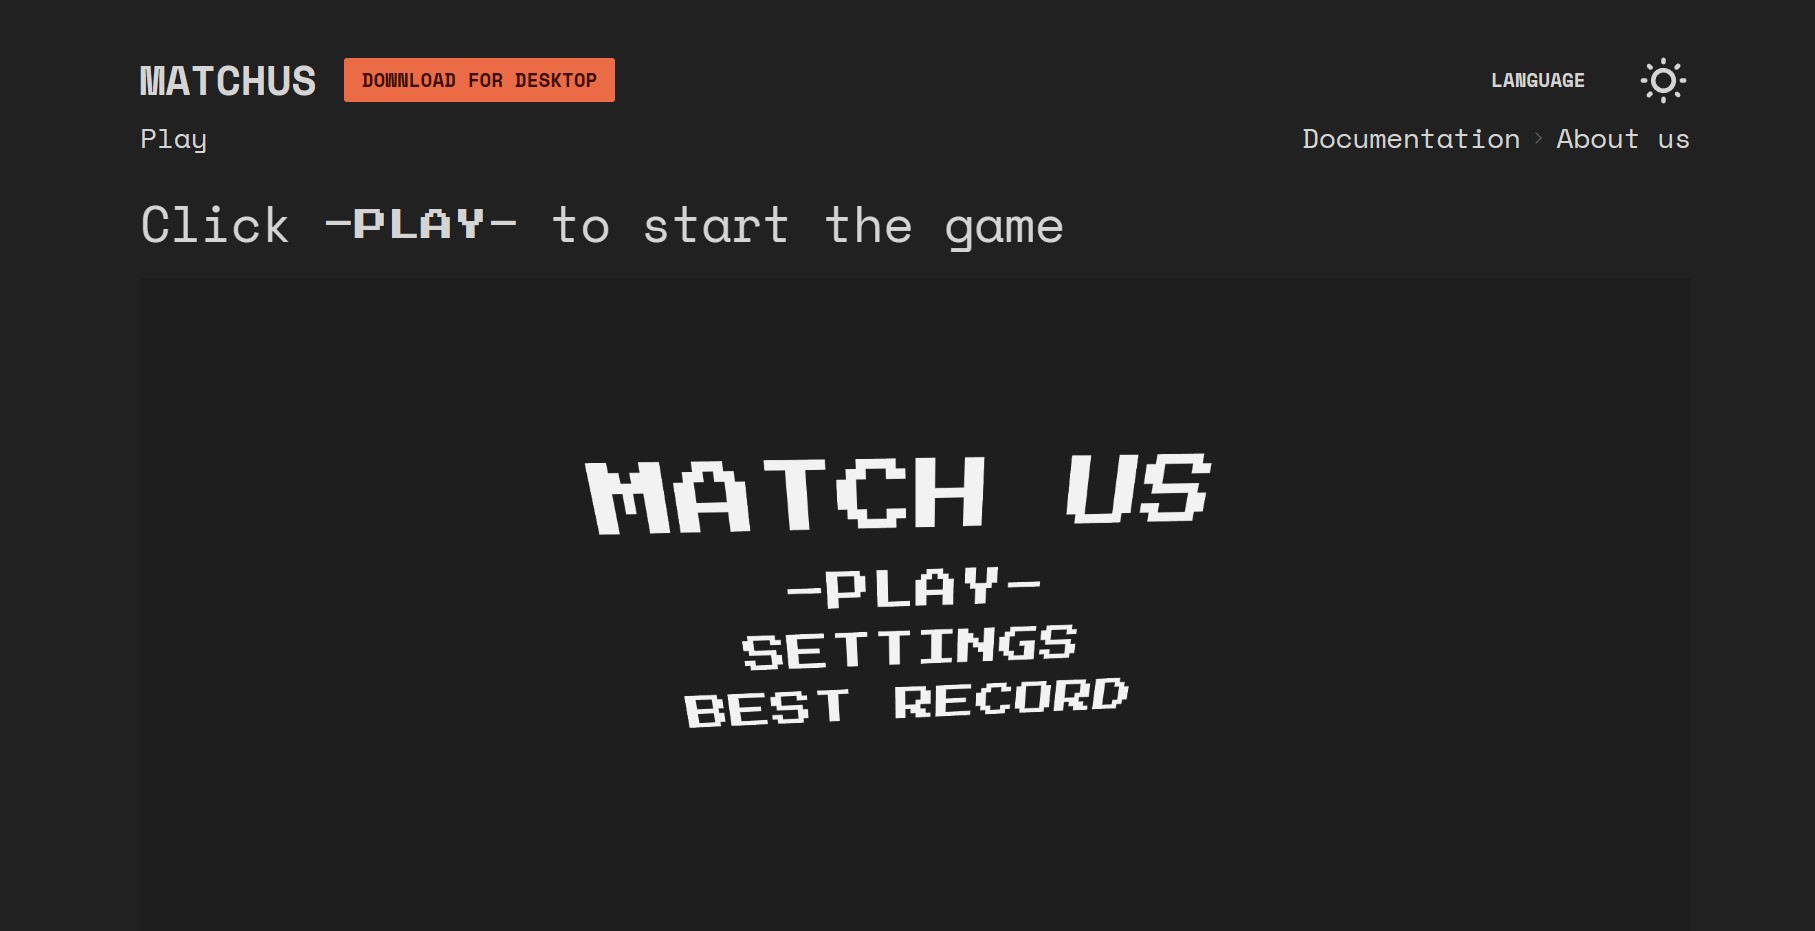 MATCHUS DOWNLOAD FOR DESKTOP LANGUAGE
Play Documentation > About us
Click -PLAY- to start the game
MATCH US
-PLAY-
SETTINGS
BEST RECORD